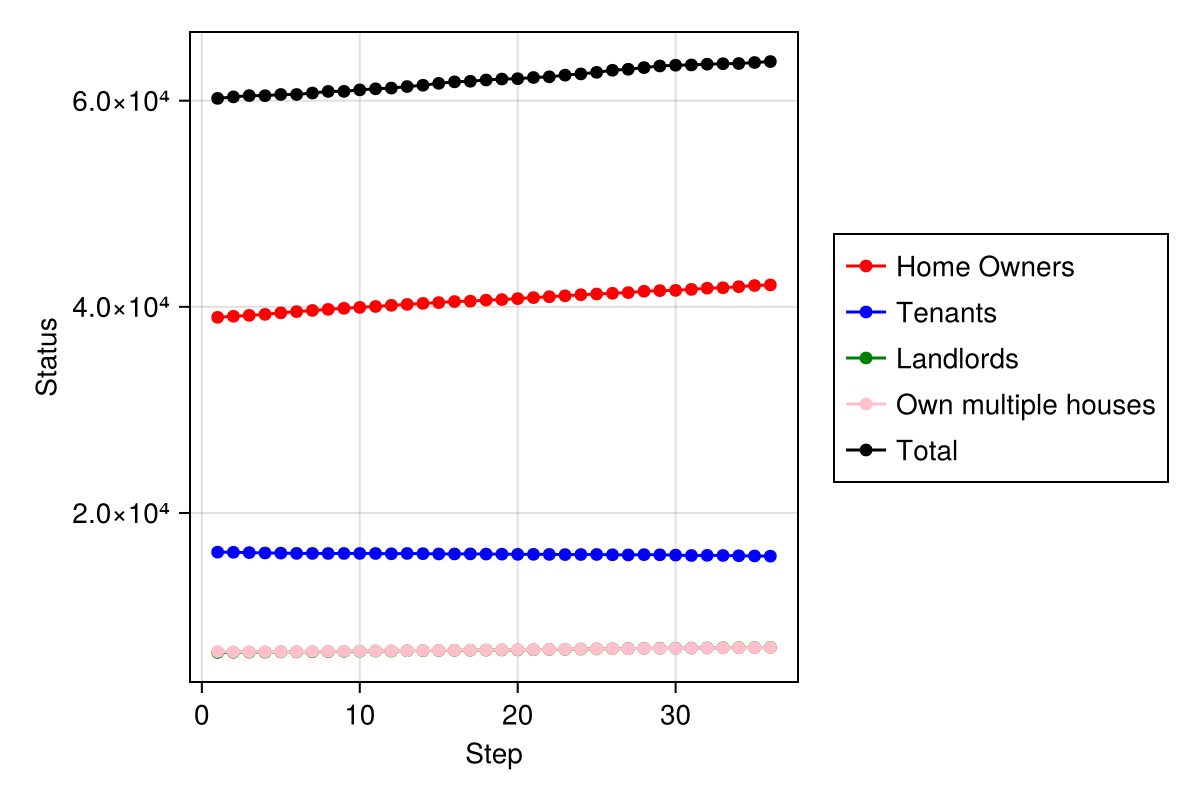 6.0×10⁴
4.0×10⁴
2.0×10⁴
Status
0 10 20 30
Step
Home Owners
Tenants
Landlords
Own multiple houses
Total